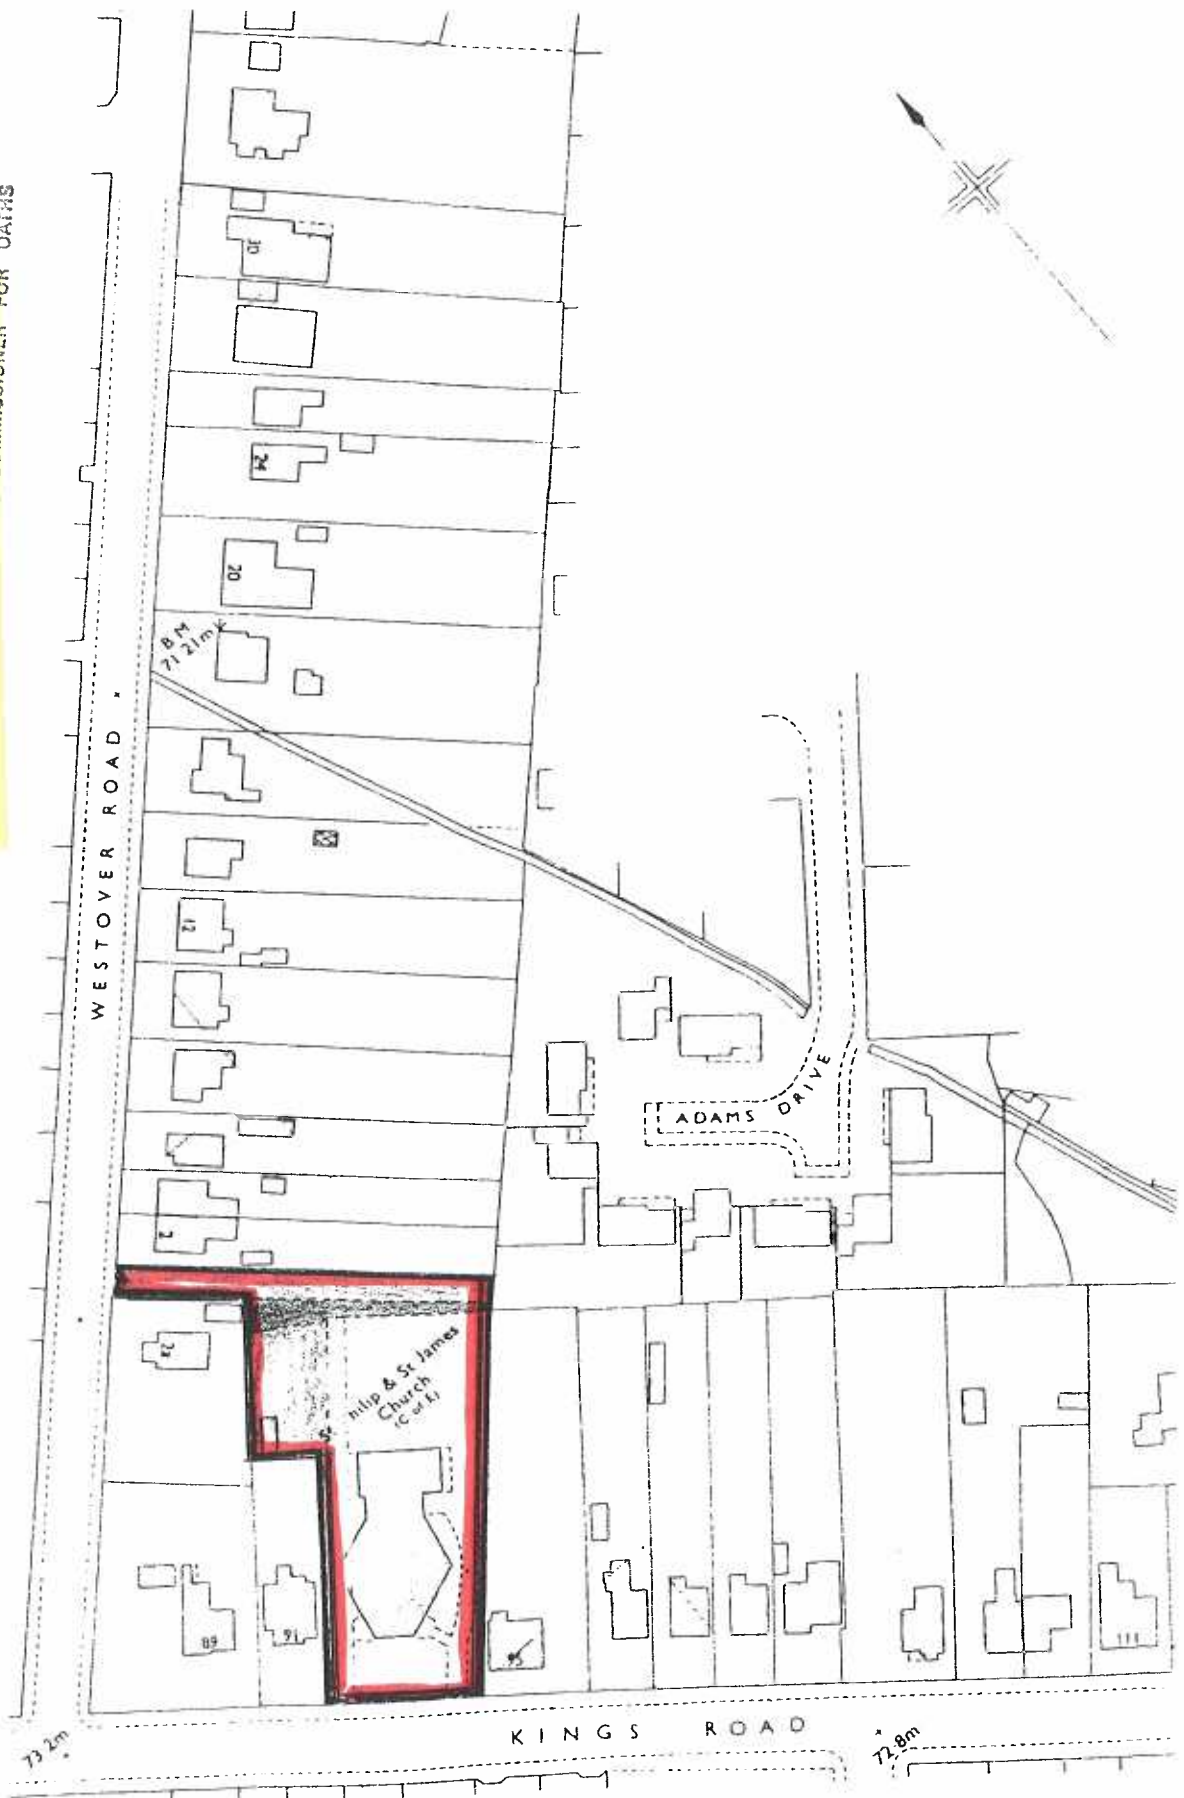 COMMISSIONER FOR OATHS
30
24
20
B M
71 21m
WESTOVER ROAD
12
ADAMS DRIVE
2
2a
St
hilip & St James
Church
(C of E)
89
91
95
111
KINGS ROAD
73 2m
72.8m